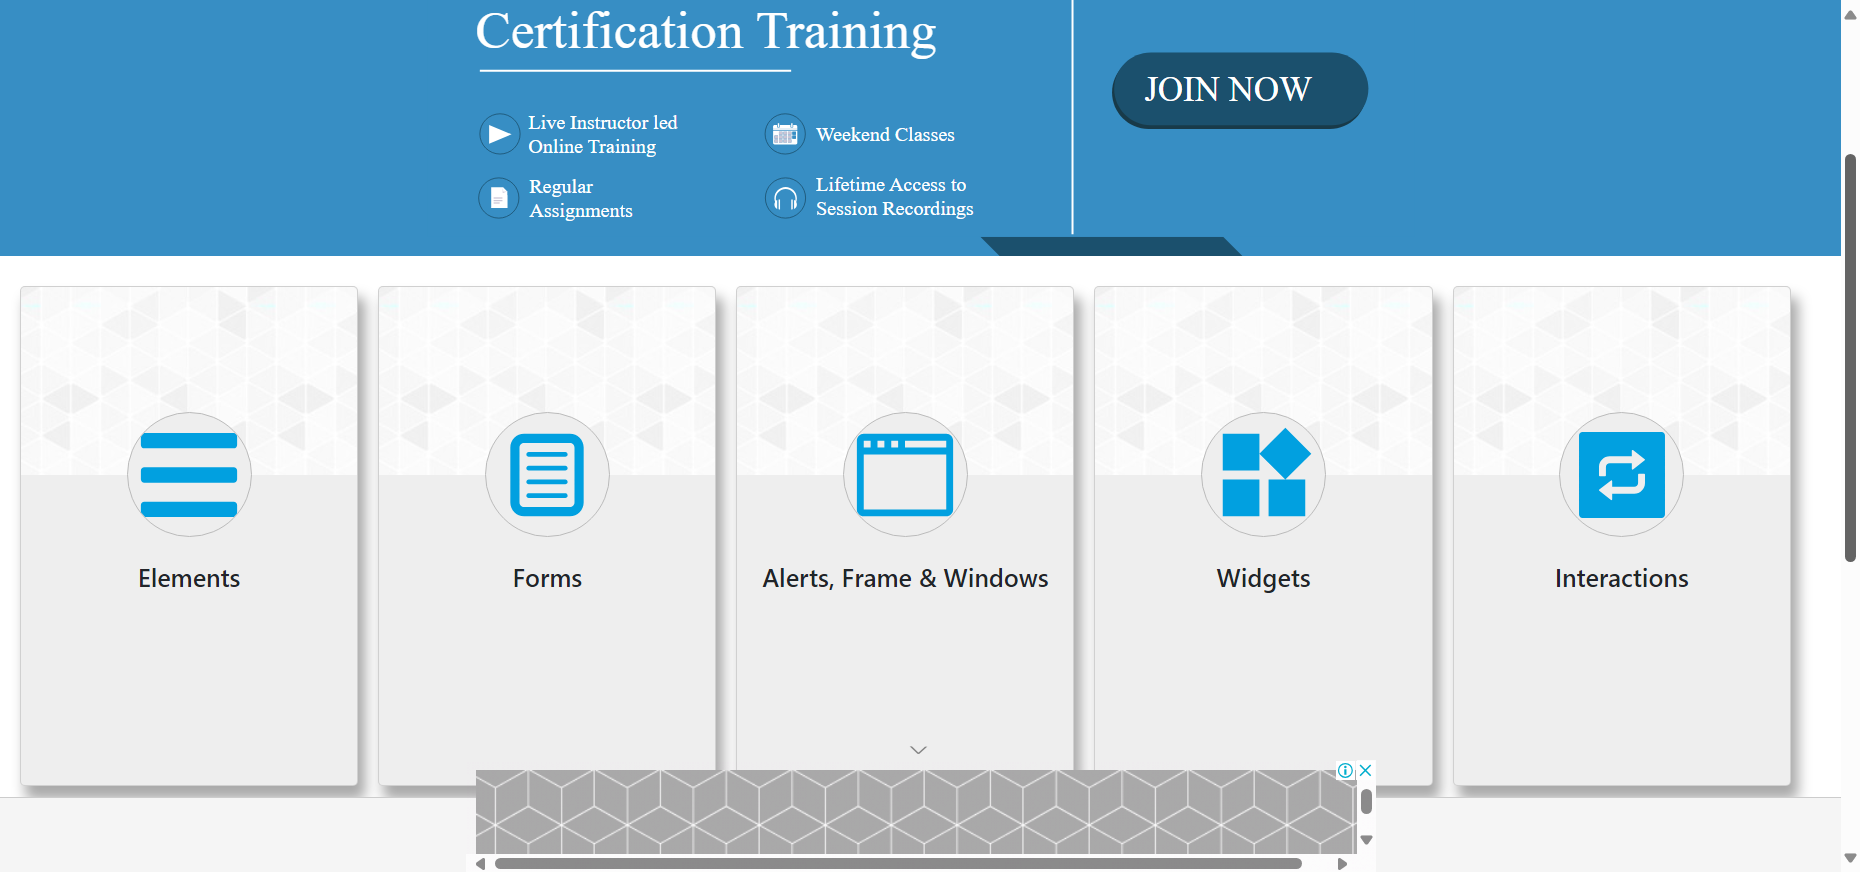 Certification Training
JOIN NOW
Live Instructor led
Online Training
Weekend Classes
Regular
Assignments
Lifetime Access to
Session Recordings
Elements
Forms
Alerts, Frame & Windows
Widgets
Interactions